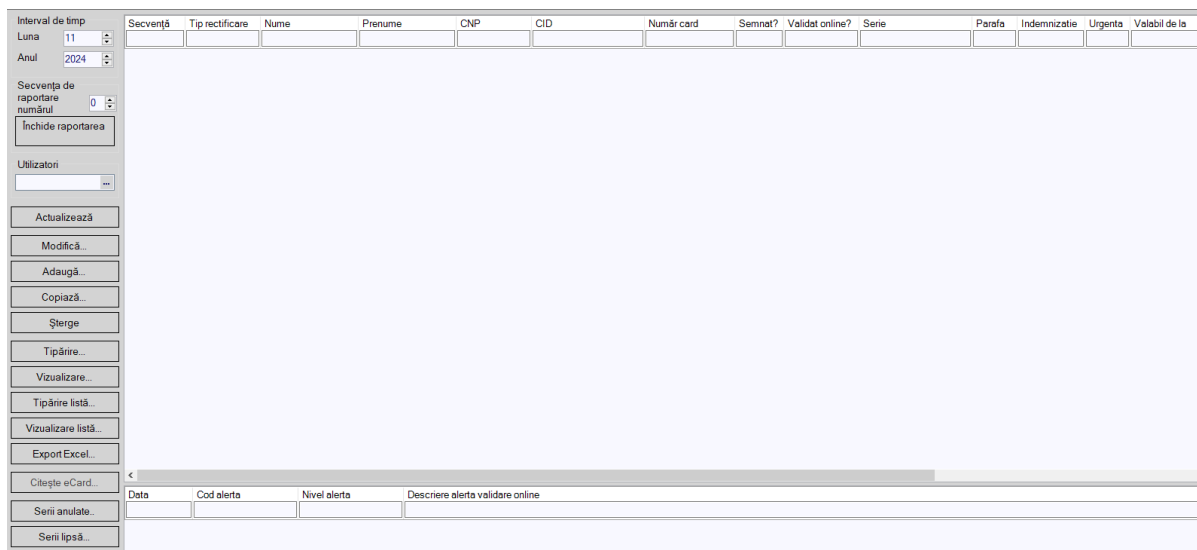 Interval de timp
Luna 11
Anul 2024
Secvența de
raportare
numărul 0
Închide raportarea
Utilizatori
...
Actualizează
Modifică...
Adaugă...
Copiază...
Şterge
Tipărire...
Vizualizare...
Tipărire listă...
Vizualizare listă...
Export Excel...
Citeşte eCard...
Serii anulate..
Serii lipsă...
Secvență Tip rectificare Nume Prenume CNP CID Număr card Semnat? Validat online? Serie Parafa Indemnizatie Urgenta Valabil de la
Data Cod alerta Nivel alerta Descriere alerta validare online